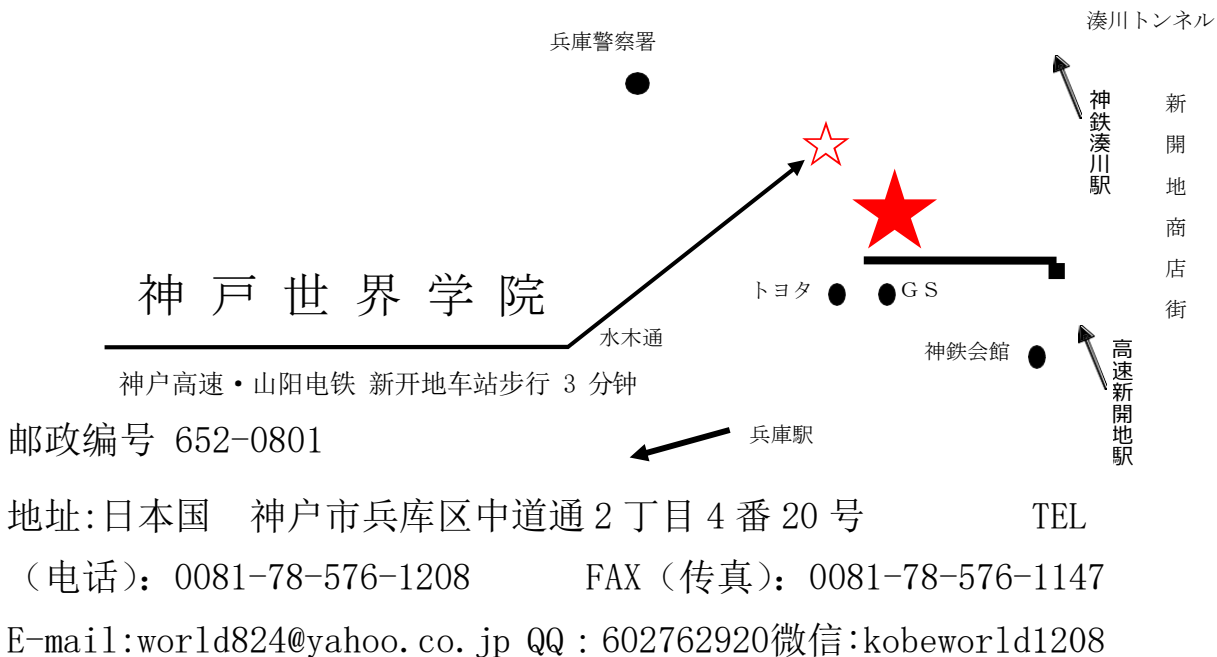 湊川トンネル
兵庫警察署
神鉄湊川駅
新開地商店街
トヨタ
ＧＳ
神戸世界学院
水木通
神鉄会館
高速新開地駅
神户高速・山阳电铁 新开地车站步行 3 分钟
兵庫駅
邮政编号 652-0801
地址:日本国　神户市兵库区中道通 2 丁目 4 番 20 号 TEL
（电话）: 0081-78-576-1208 FAX（传真）: 0081-78-576-1147
E-mail:world824@yahoo.co.jp QQ：602762920微信:kobeworld1208